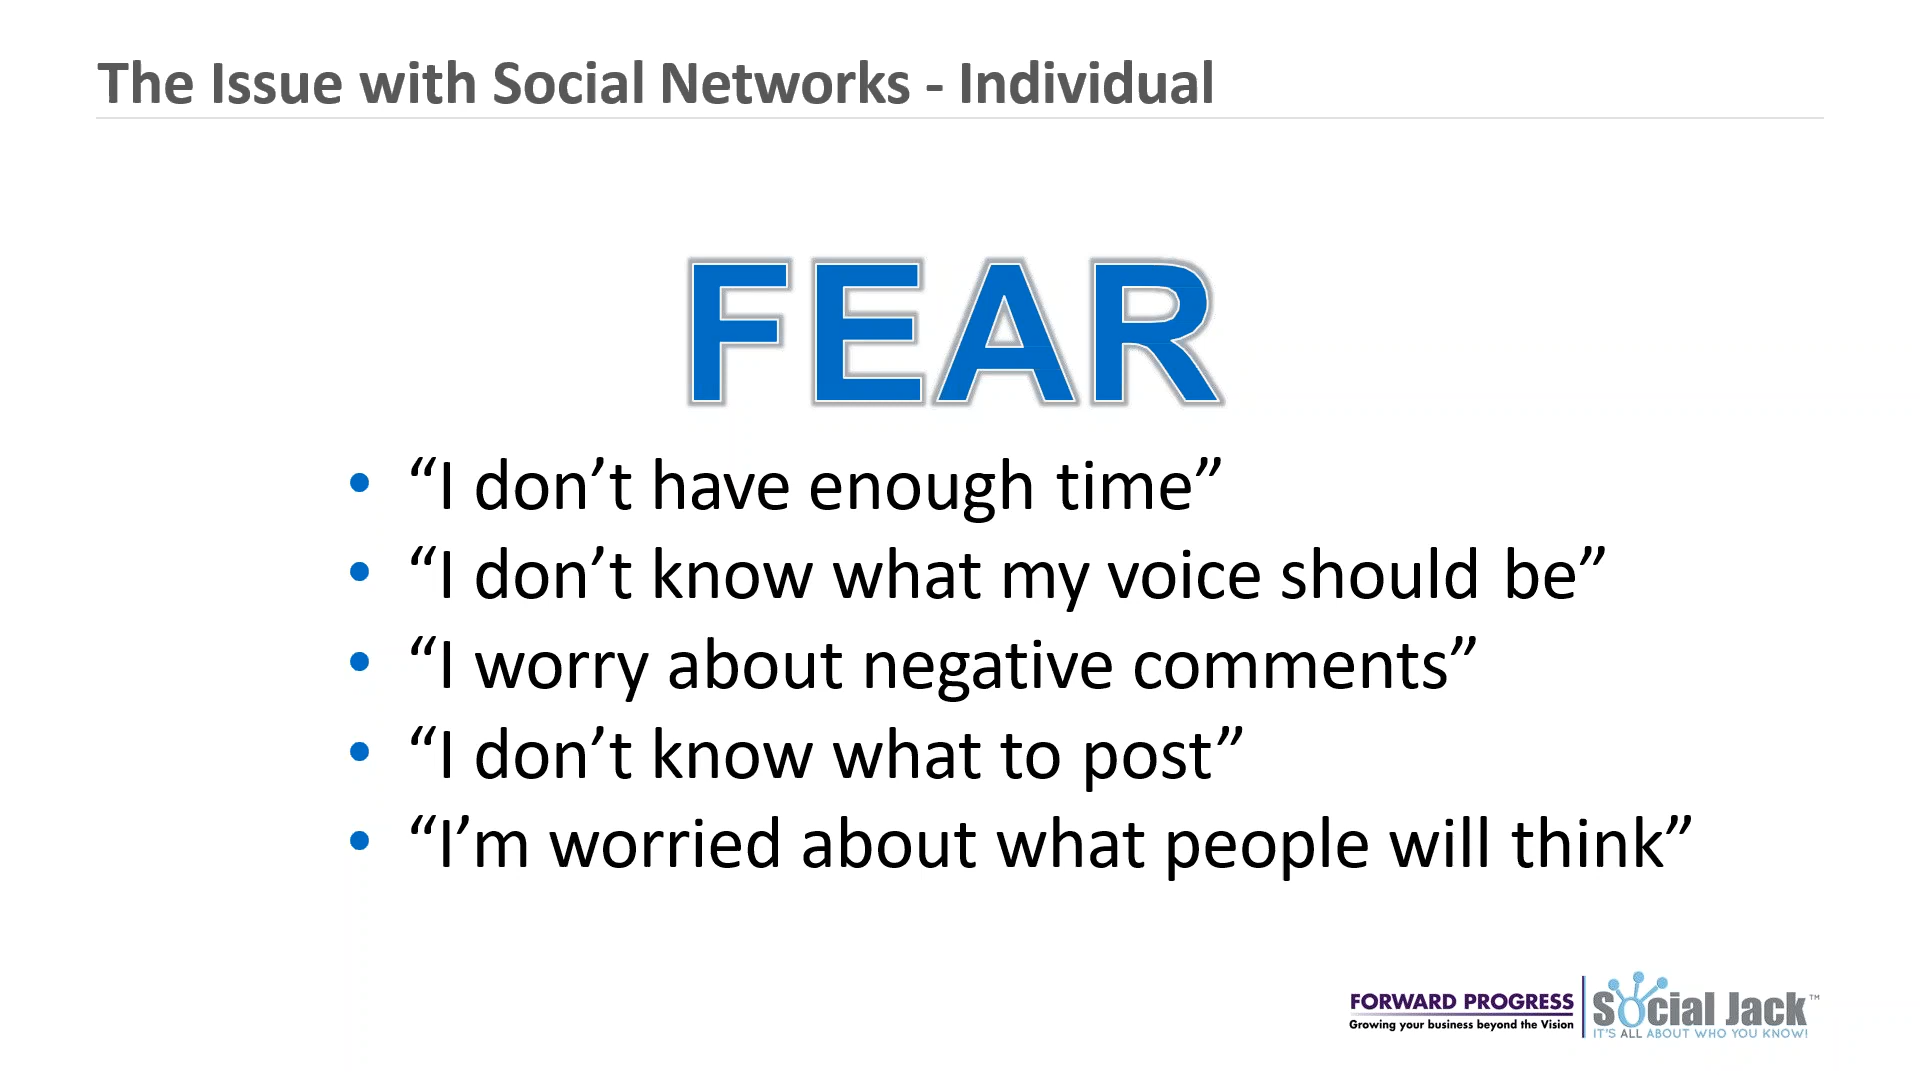 The Issue with Social Networks - Individual
FEAR
• “I don’t have enough time”
• “I don’t know what my voice should be”
• “I worry about negative comments”
• “I don’t know what to post”
• “I’m worried about what people will think”
FORWARD PROGRESS
Growing your business beyond the Vision
Social Jack™
IT'S ALL ABOUT WHO YOU KNOW!